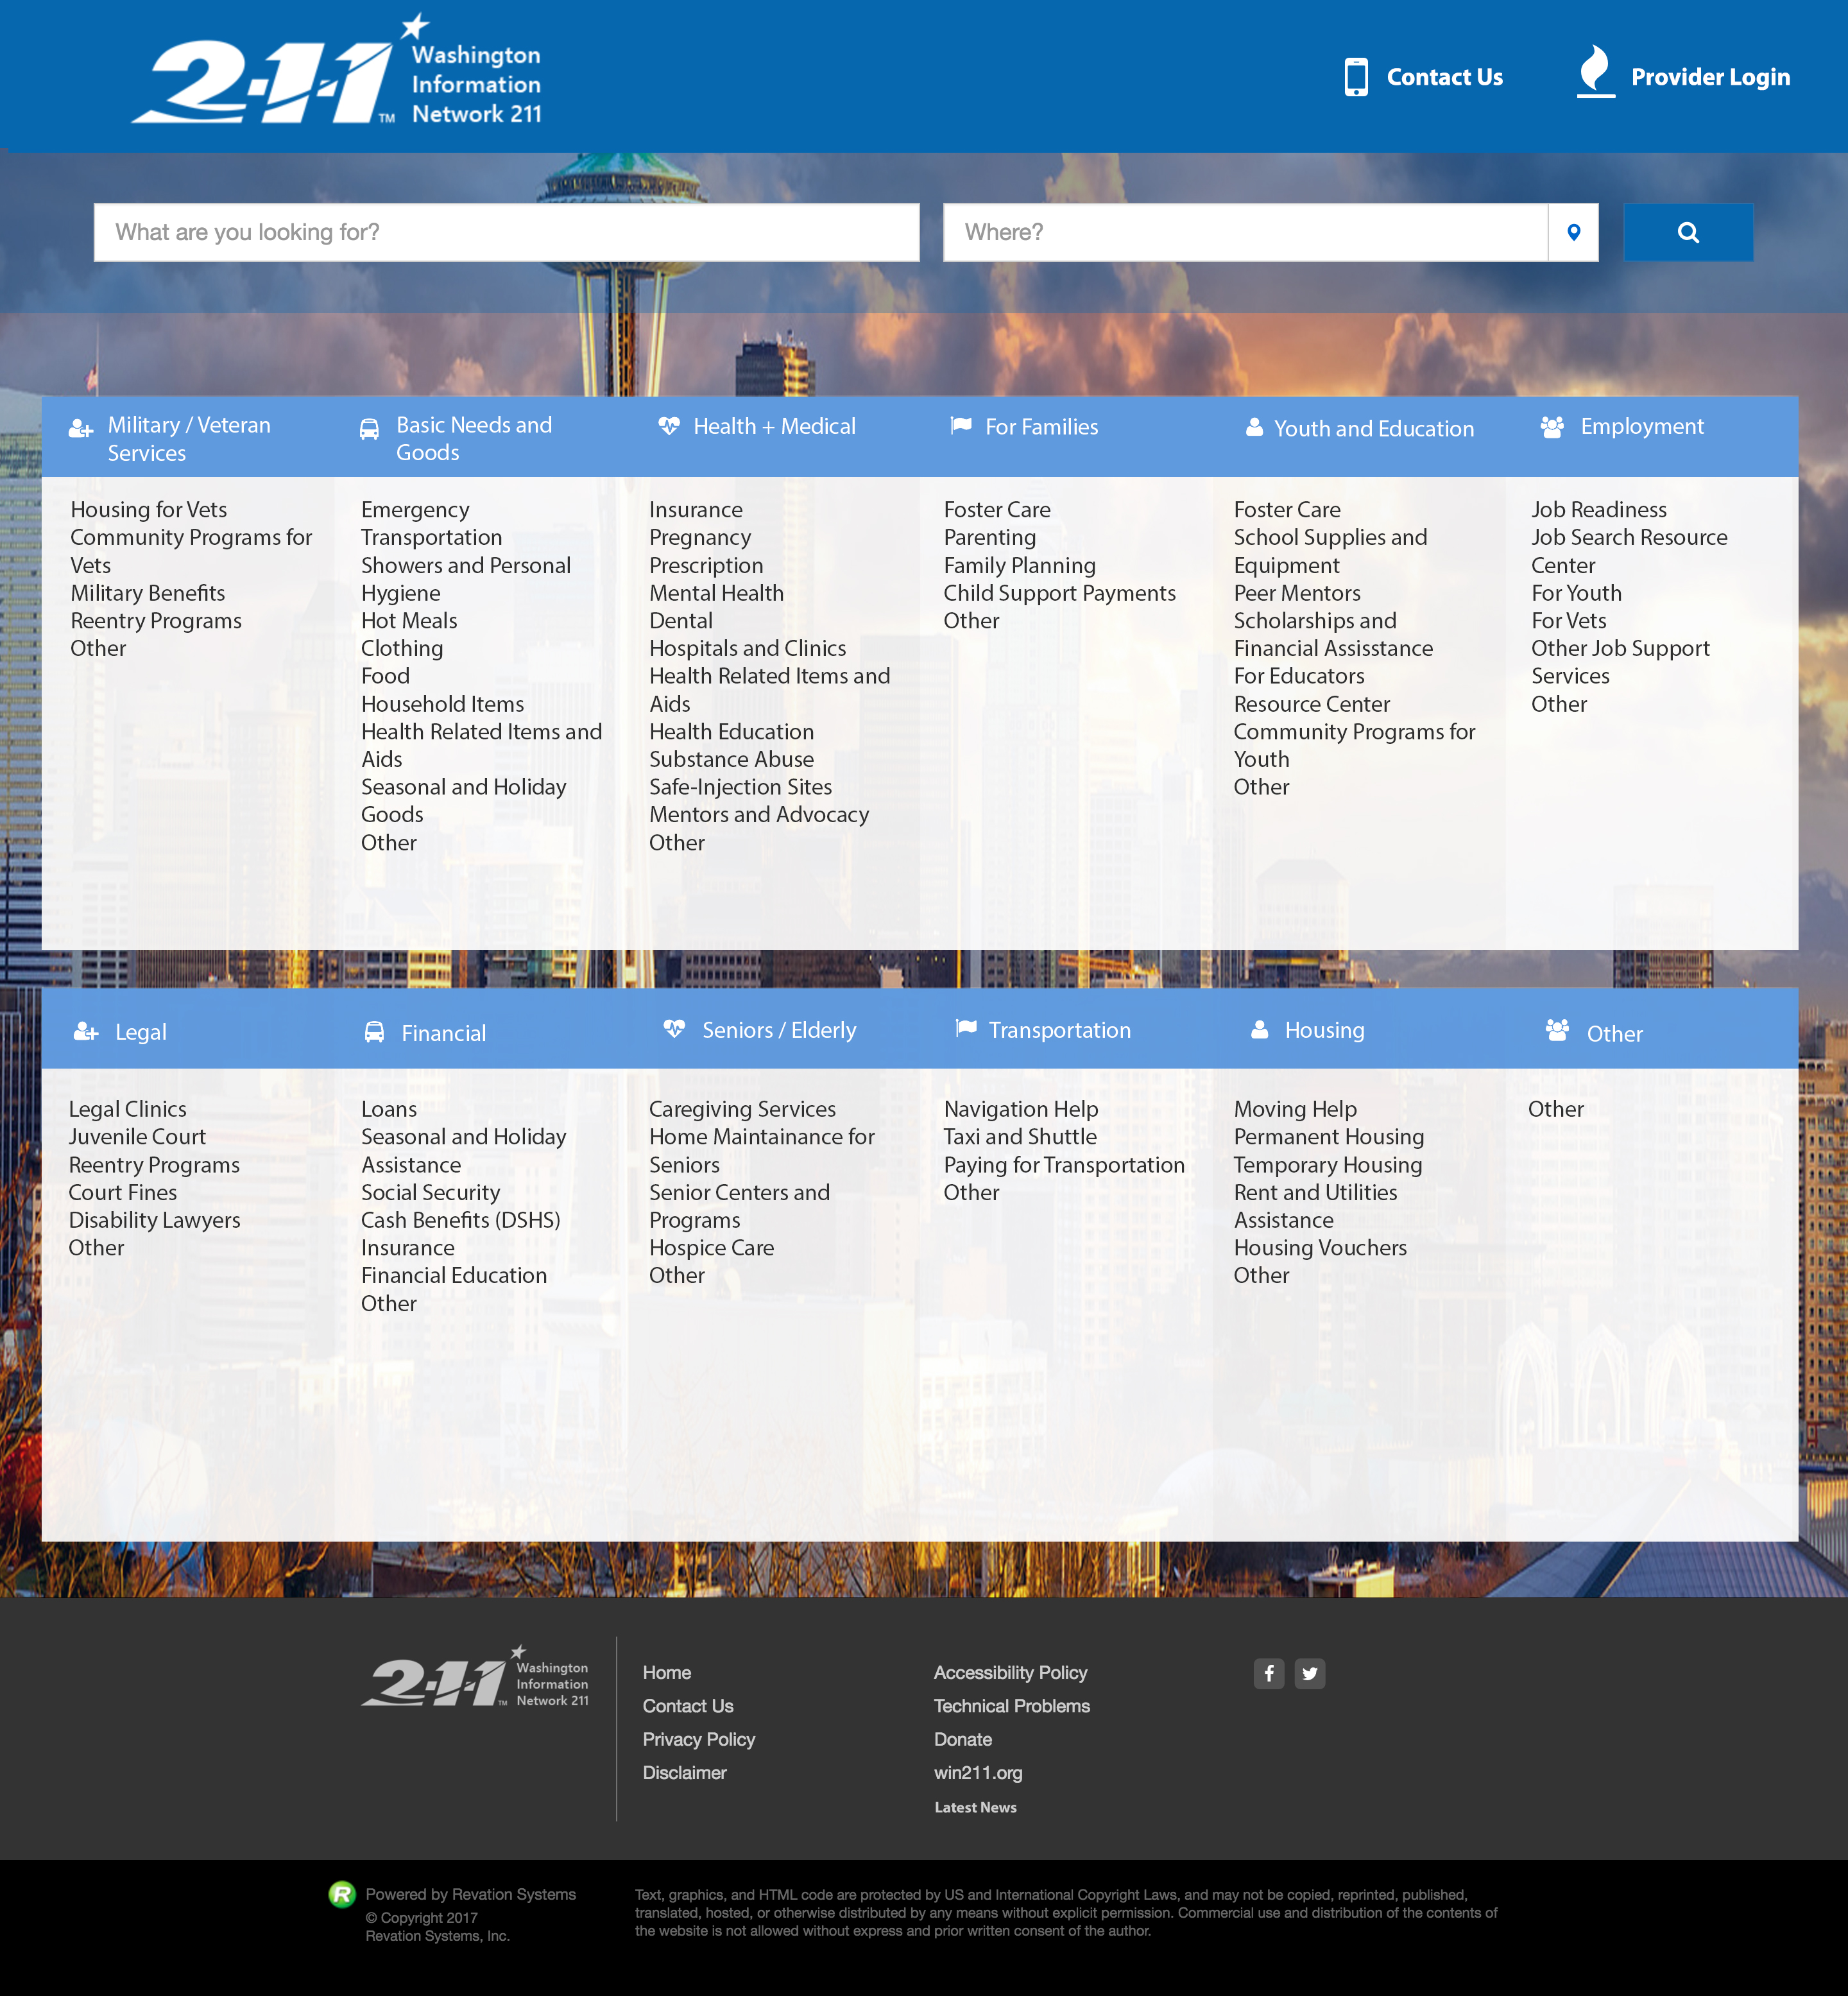 2-1-1 ™
Washington
Information
Network 211
Contact Us
Provider Login
What are you looking for?
Where?
Military / Veteran
Services
Basic Needs and
Goods
Health + Medical
For Families
Youth and Education
Employment
Housing for Vets
Community Programs for
Vets
Military Benefits
Reentry Programs
Other
Emergency
Transportation
Showers and Personal
Hygiene
Hot Meals
Clothing
Food
Household Items
Health Related Items and
Aids
Seasonal and Holiday
Goods
Other
Insurance
Pregnancy
Prescription
Mental Health
Dental
Hospitals and Clinics
Health Related Items and
Aids
Health Education
Substance Abuse
Safe-Injection Sites
Mentors and Advocacy
Other
Foster Care
Parenting
Family Planning
Child Support Payments
Other
Foster Care
School Supplies and
Equipment
Peer Mentors
Scholarships and
Financial Assisstance
For Educators
Resource Center
Community Programs for
Youth
Other
Job Readiness
Job Search Resource
Center
For Youth
For Vets
Other Job Support
Services
Other
Legal
Financial
Seniors / Elderly
Transportation
Housing
Other
Legal Clinics
Juvenile Court
Reentry Programs
Court Fines
Disability Lawyers
Other
Loans
Seasonal and Holiday
Assistance
Social Security
Cash Benefits (DSHS)
Insurance
Financial Education
Other
Caregiving Services
Home Maintainance for
Seniors
Senior Centers and
Programs
Hospice Care
Other
Navigation Help
Taxi and Shuttle
Paying for Transportation
Other
Moving Help
Permanent Housing
Temporary Housing
Rent and Utilities
Assistance
Housing Vouchers
Other
Other
2-1-1 ™
Washington
Information
Network 211
Home
Contact Us
Privacy Policy
Disclaimer
Accessibility Policy
Technical Problems
Donate
win211.org
Latest News
R
Powered by Revation Systems
© Copyright 2017
Revation Systems, Inc.
Text, graphics, and HTML code are protected by US and International Copyright Laws, and may not be copied, reprinted, published,
translated, hosted, or otherwise distributed by any means without explicit permission. Commercial use and distribution of the contents of
the website is not allowed without express and prior written consent of the author.